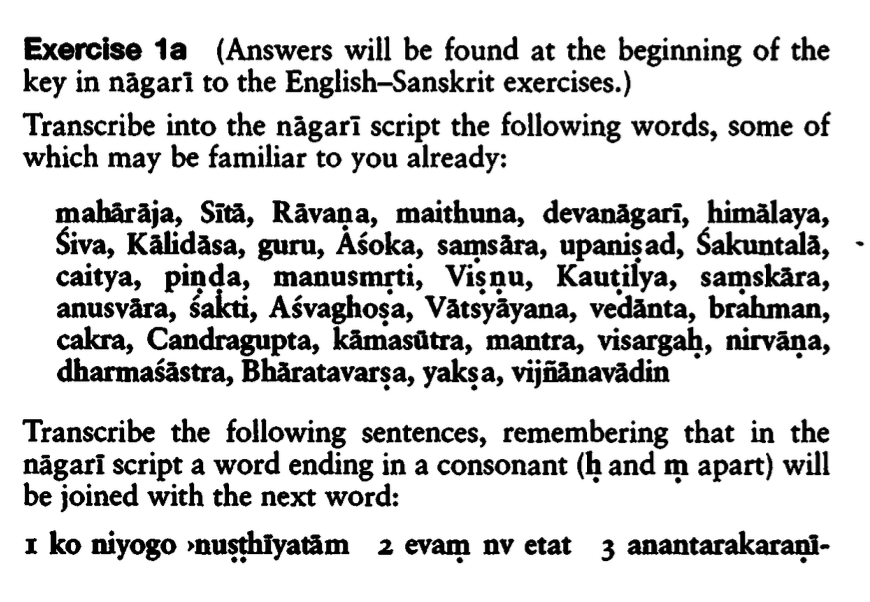 Exercise 1a (Answers will be found at the beginning of the
key in nāgarī to the English–Sanskrit exercises.)
Transcribe into the nāgarī script the following words, some of
which may be familiar to you already:
mahārāja, Sītā, Rāvaṇa, maithuna, devanāgarī, himālaya,
Śiva, Kālidāsa, guru, Aśoka, saṃsāra, upaniṣad, Śakuntalā,
caitya, piṇḍa, manusmṛti, Viṣṇu, Kauṭilya, saṃskāra,
anusvāra, śakti, Aśvaghoṣa, Vātsyāyana, vedānta, brahman,
cakra, Candragupta, kāmasūtra, mantra, visargaḥ, nirvāṇa,
dharmaśāstra, Bhāratavarṣa, yakṣa, vijñānavādin
Transcribe the following sentences, remembering that in the
nāgarī script a word ending in a consonant (ḥ and ṃ apart) will
be joined with the next word:
1 ko niyogo ›nuṣṭhīyatām 2 evaṃ nv etat 3 anantarakaraṇī-